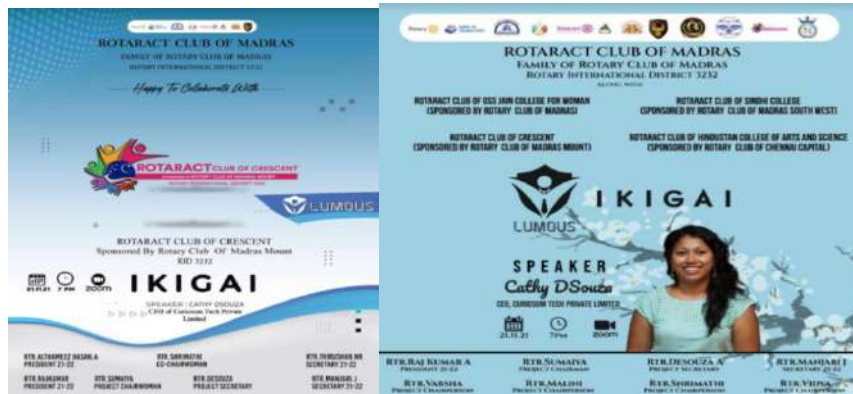 ROTARACT CLUB OF MADRAS
FAMILY OF ROTARY CLUB OF MADRAS
ROTARY INTERNATIONAL DISTRICT 3232
Happy To Collaborate With
ROTARACT CLUB OF CRESCENT
LUMOUS
ROTARACT CLUB OF CRESCENT
Sponsored By Rotary Club Of Madras Mount
RID 3232
21.11.21 7 PM zoom
IKIGAI
SPEAKER : CATHY DSOUZA
CEO of Curiosum Tech Private
Limited
RTR.ALTHAMEEZ HASAN.A
PRESIDENT 21-22
RTR.SHRIMATHI
CO-CHAIRWOMAN
SECRETARY 21-22
RTR.RAJKUMAR
PRESIDENT 21-22
RTR.SUMAIYA
PROJECT CHAIRWOMAN
RTR.DESOUZA
PROJECT SECRETARY
RTR MANJARI. J
SECRETARY 21-22
ROTARACT CLUB OF MADRAS
FAMILY OF ROTARY CLUB OF MADRAS
ROTARY INTERNATIONAL DISTRICT 3232
ALONG WITH
ROTARACT CLUB OF DSS JAIN COLLEGE FOR WOMAN
(SPONSORED BY ROTARY CLUB OF MADRAS)
ROTARACT CLUB OF SINDHI COLLEGE
(SPONSORED BY ROTARY CLUB OF MADRAS SOUTH WEST)
ROTARACT CLUB OF CRESCENT
(SPONSORED BY ROTARY CLUB OF MADRAS MOUNT)
ROTARACT CLUB OF HINDUSTAN COLLEGE OF ARTS AND SCIENCE
(SPONSORED BY ROTARY CLUB OF CHENNAI CAPITAL)
LUMOUS
IKIGAI
SPEAKER
Cathy DSouza
CEO, CURIOSUM TECH PRIVATE LIMITED
21.11.21 7PM zoom
RTR.RAJ KUMAR A
PRESIDENT 21-22
RTR.SUMAIYA
PROJECT CHAIRMAN
RTR.DESOUZA A
PROJECT SECRETARY
RTR.MANJARI J
SECRETARY 21-22
RTR.VARSHA
PROJECT CHAIRPERSON
RTR.MALINI
PROJECT CHAIRPERSON
RTR.SHRIMATHI
PROJECT CHAIRPERSON
RTR.VIDYA
PROJECT CHAIRPERSON